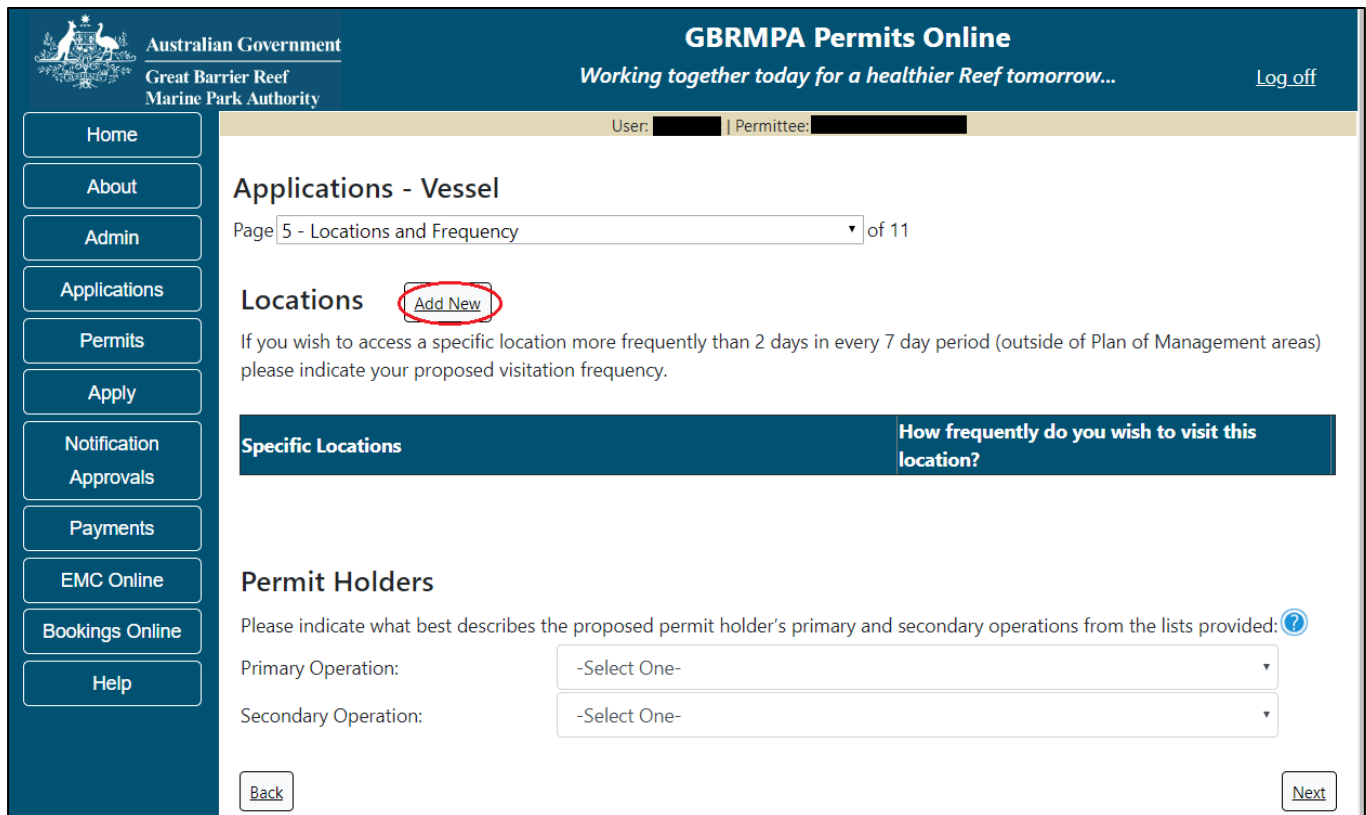 Australian Government
Great Barrier Reef
Marine Park Authority
GBRMPA Permits Online
Working together today for a healthier Reef tomorrow...
Log off
User: | Permittee:
Home
About
Admin
Applications
Permits
Apply
Notification
Approvals
Payments
EMC Online
Bookings Online
Help
Applications - Vessel
Page 5 - Locations and Frequency of 11
Locations Add New
If you wish to access a specific location more frequently than 2 days in every 7 day period (outside of Plan of Management areas)
please indicate your proposed visitation frequency.
Specific Locations
How frequently do you wish to visit this
location?
Permit Holders
Please indicate what best describes the proposed permit holder's primary and secondary operations from the lists provided: ?
Primary Operation: -Select One-
Secondary Operation: -Select One-
Back
Next